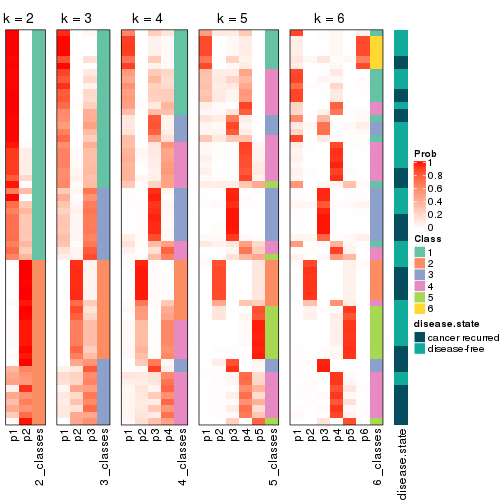 k = 2 k = 3 k = 4 k = 5 k = 6
Prob
1
0.8
0.6
0.4
0.2
0
Class
1
2
3
4
5
6
disease.state
cancer recurred
disease-free
p1 p2 2_classes p1 p2 p3 3_classes p1 p2 p3 p4 4_classes p1 p2 p3 p4 p5 5_classes p1 p2 p3 p4 p5 p6 6_classes disease.state